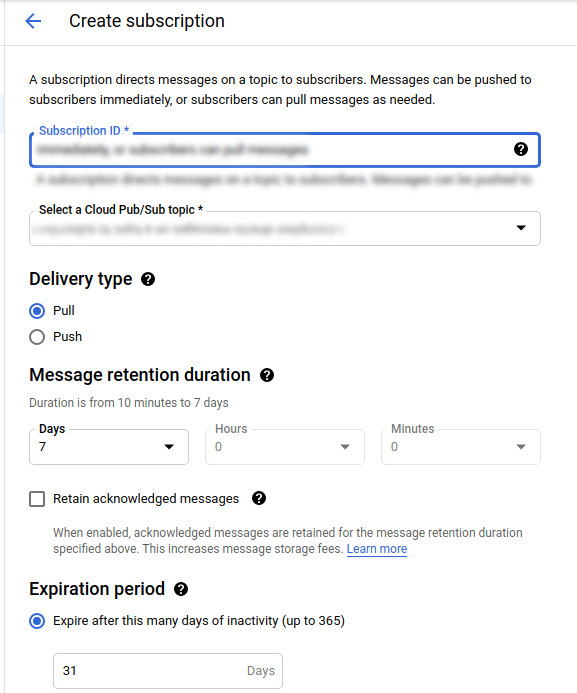 Create subscription
A subscription directs messages on a topic to subscribers. Messages can be pushed to
subscribers immediately, or subscribers can pull messages as needed.
Subscription ID *
Select a Cloud Pub/Sub topic *
Delivery type
Pull
Push
Message retention duration
Duration is from 10 minutes to 7 days
Days
7
Hours
0
Minutes
0
Retain acknowledged messages
When enabled, acknowledged messages are retained for the message retention duration
specified above. This increases message storage fees. Learn more
Expiration period
Expire after this many days of inactivity (up to 365)
31 Days